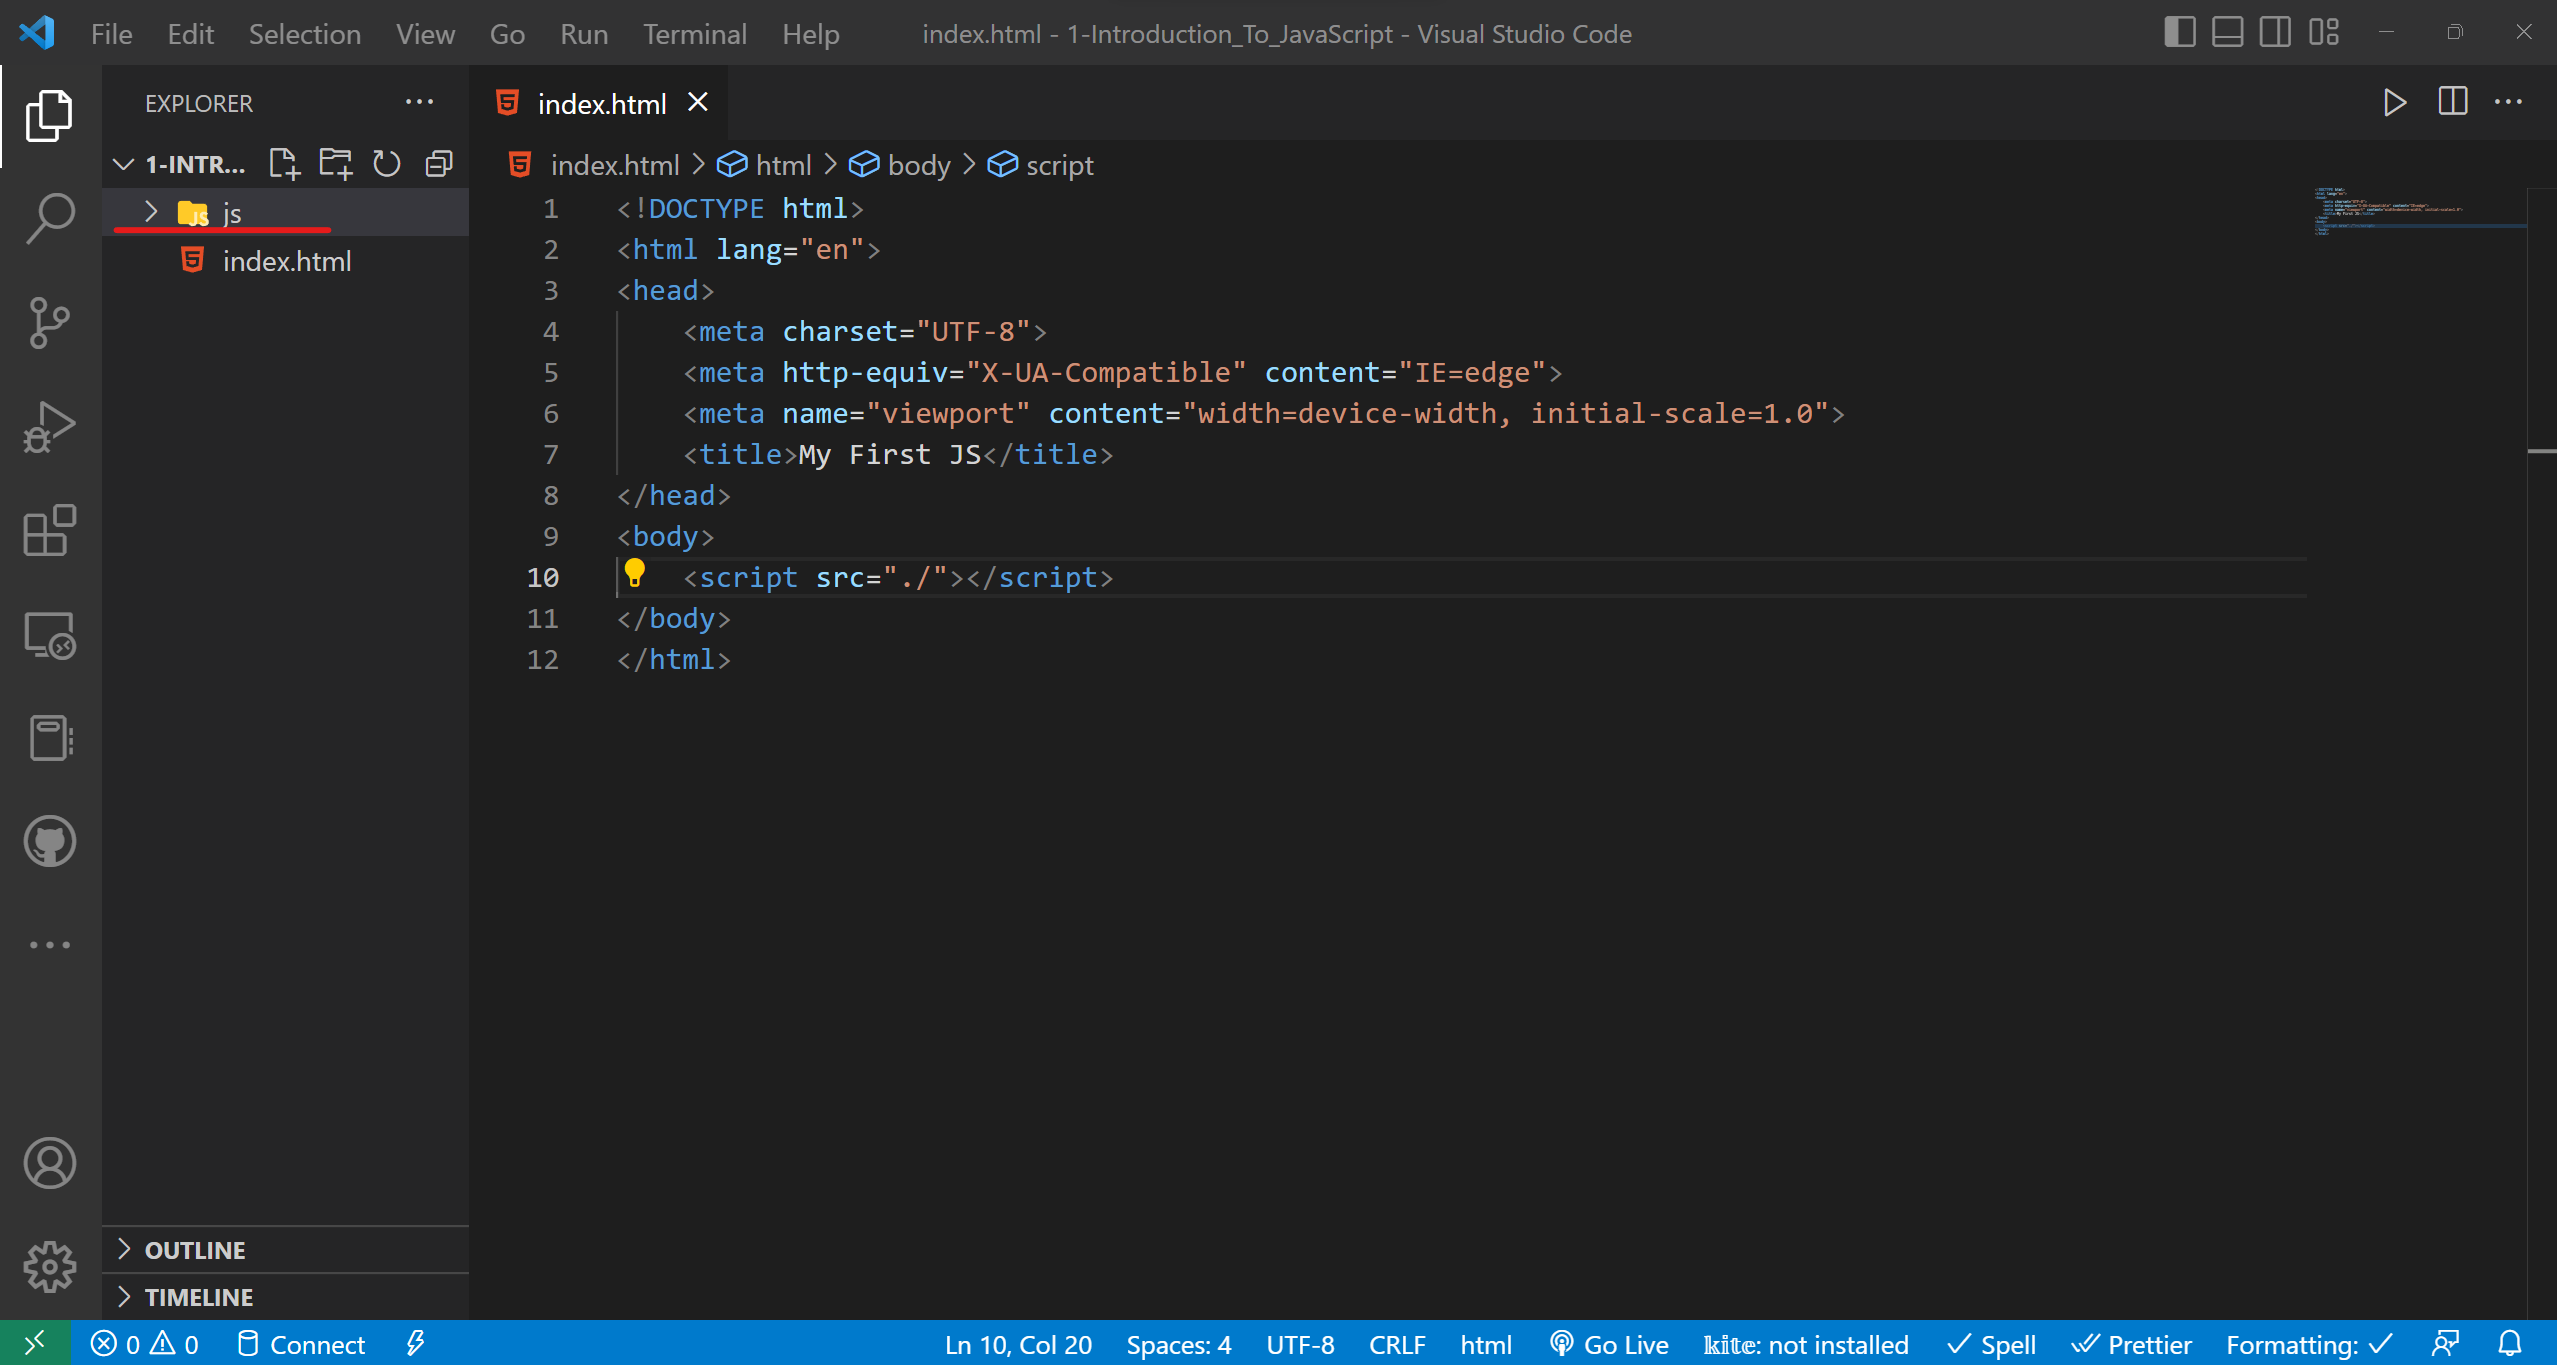 File Edit Selection View Go Run Terminal Help index.html - 1-Introduction_To_JavaScript - Visual Studio Code
EXPLORER
1-INTR...
js
index.html
index.html
index.html > html > body > script
1 <!DOCTYPE html>
2 <html lang="en">
3 <head>
4     <meta charset="UTF-8">
5     <meta http-equiv="X-UA-Compatible" content="IE=edge">
6     <meta name="viewport" content="width=device-width, initial-scale=1.0">
7     <title>My First JS</title>
8 </head>
9 <body>
10     <script src="./"></script>
11 </body>
12 </html>
OUTLINE
TIMELINE
0 0 Connect Ln 10, Col 20 Spaces: 4 UTF-8 CRLF html Go Live kite: not installed Spell Prettier Formatting: